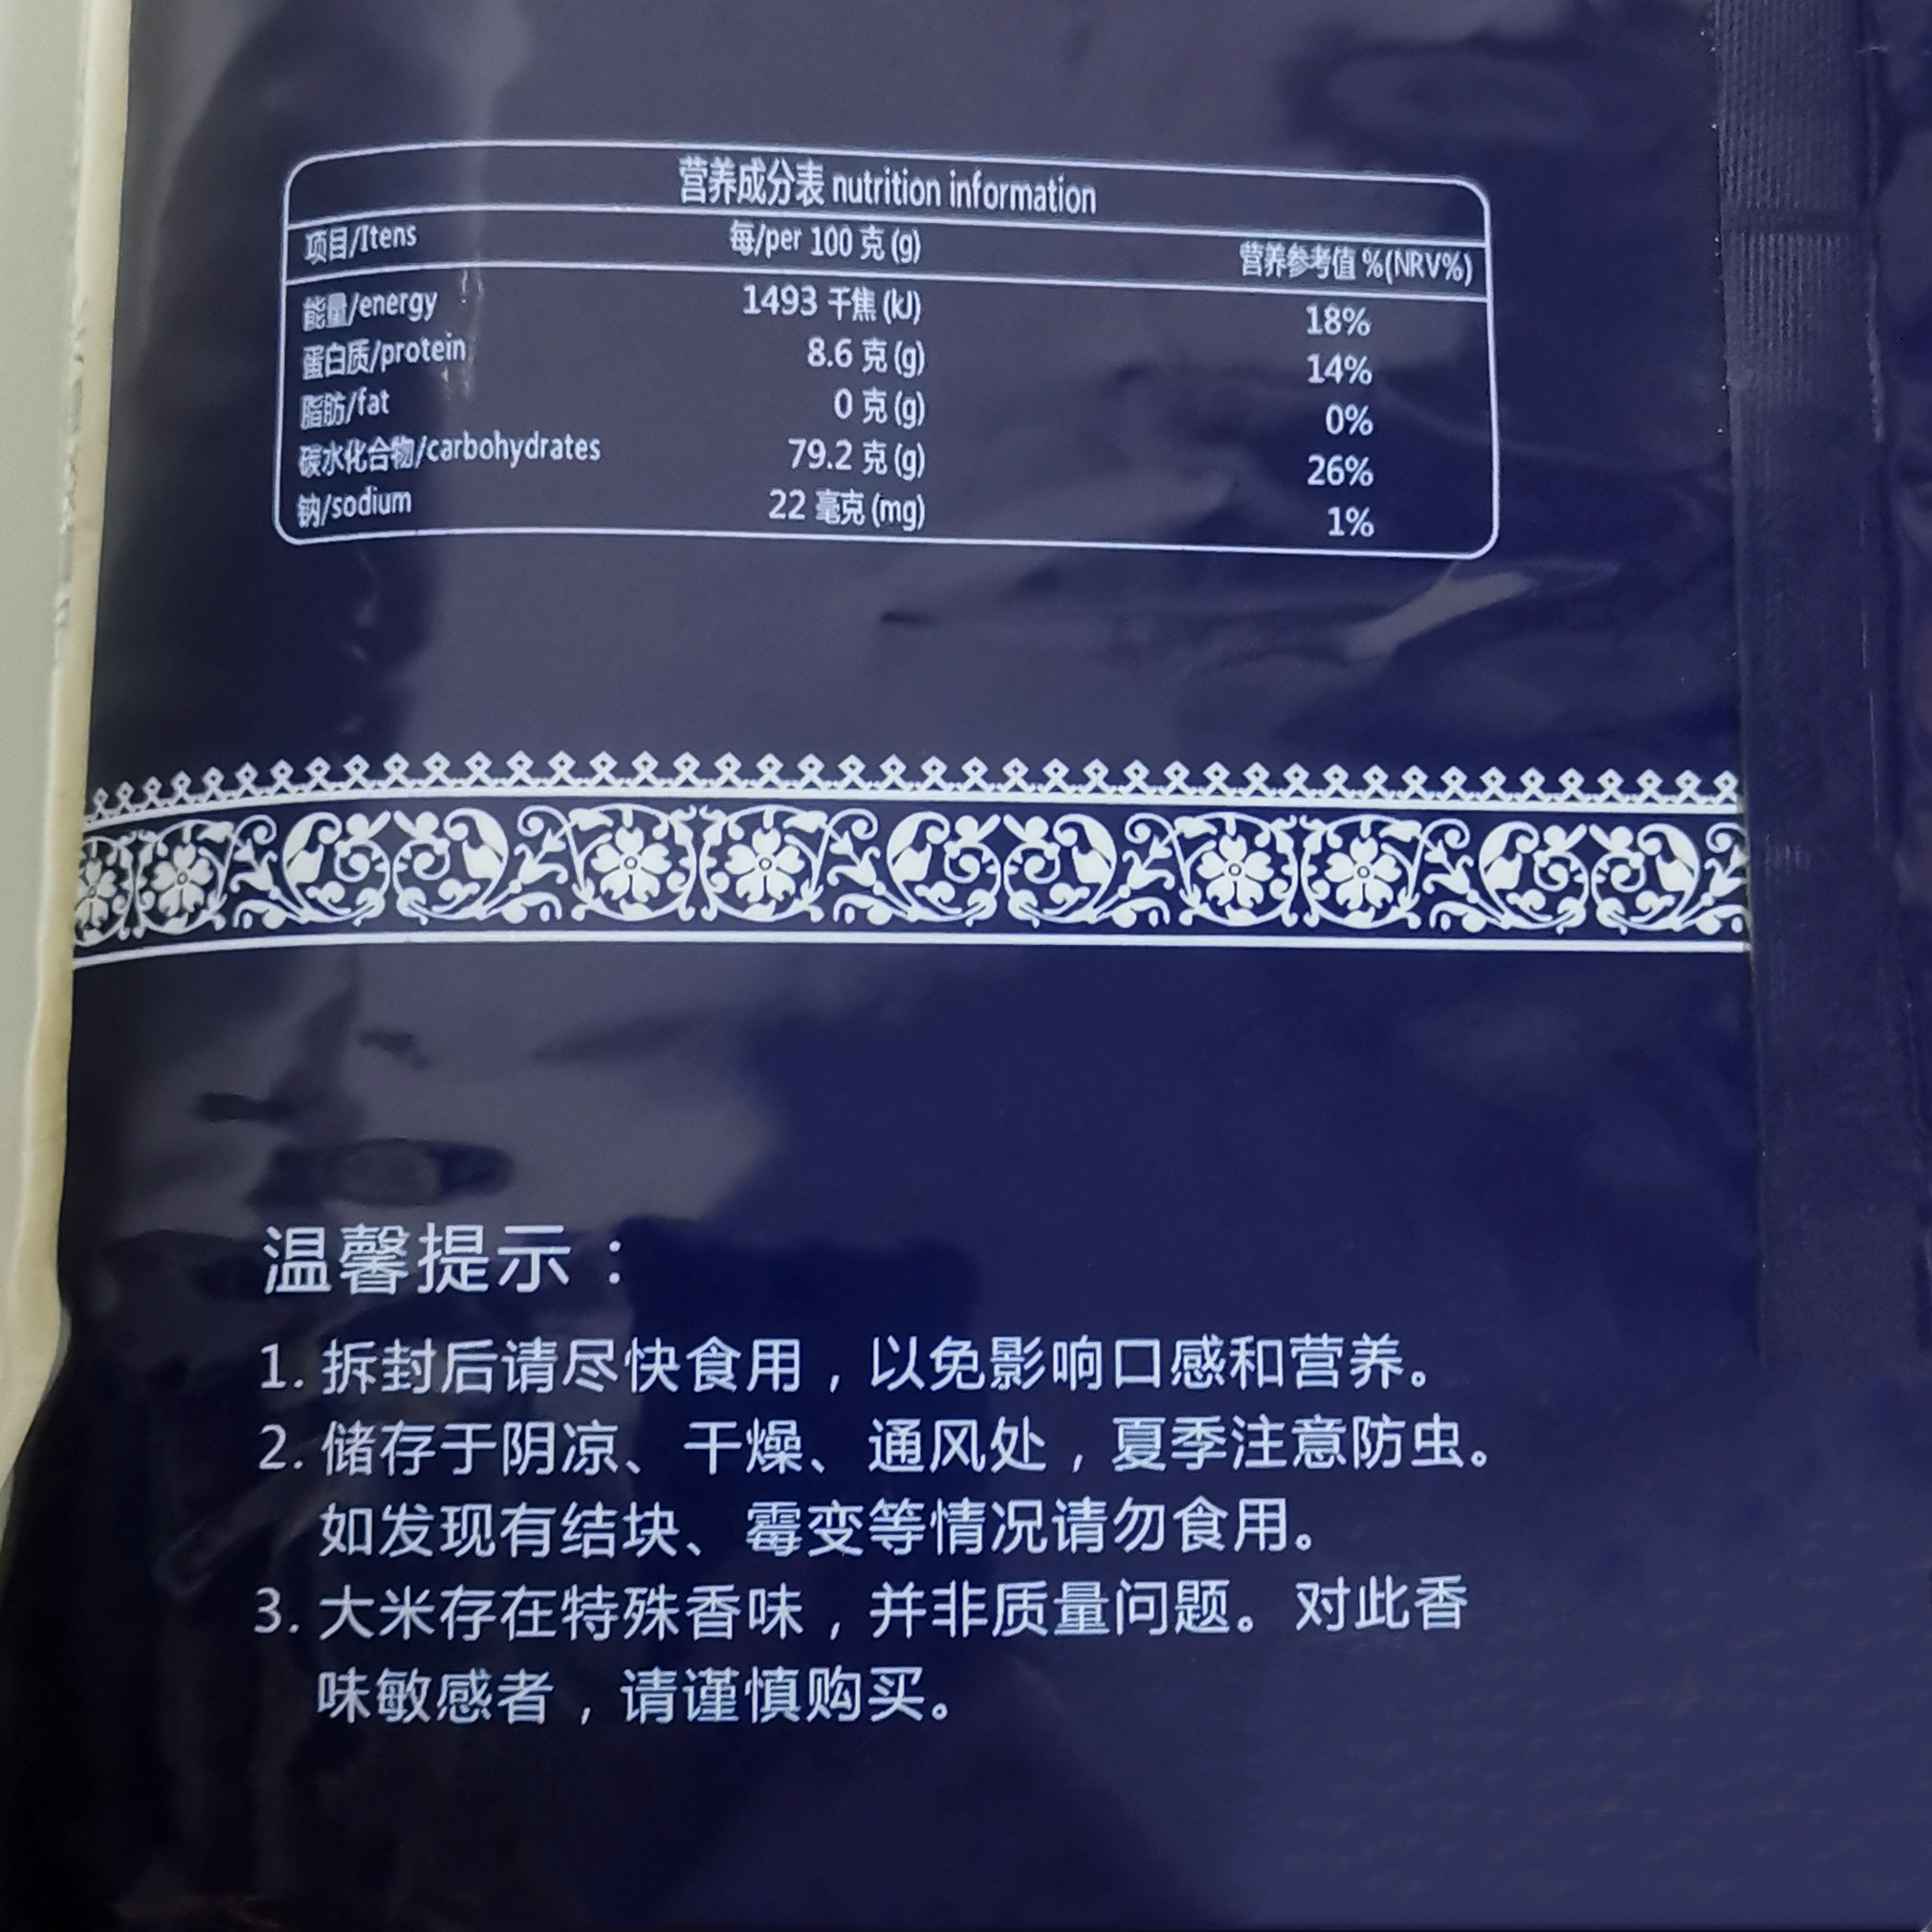 营养成分表 nutrition information
项目/Itens 每/per 100 克 (g) 营养参考值 %(NRV%)
能量/energy 1493 千焦 (kJ) 18%
蛋白质/protein 8.6 克 (g) 14%
脂肪/fat 0 克 (g) 0%
碳水化合物/carbohydrates 79.2 克 (g) 26%
钠/sodium 22 毫克 (mg) 1%
温馨提示：
1. 拆封后请尽快食用，以免影响口感和营养。
2. 储存于阴凉、干燥、通风处，夏季注意防虫。
如发现有结块、霉变等情况请勿食用。
3. 大米存在特殊香味，并非质量问题。对此香
味敏感者，请谨慎购买。